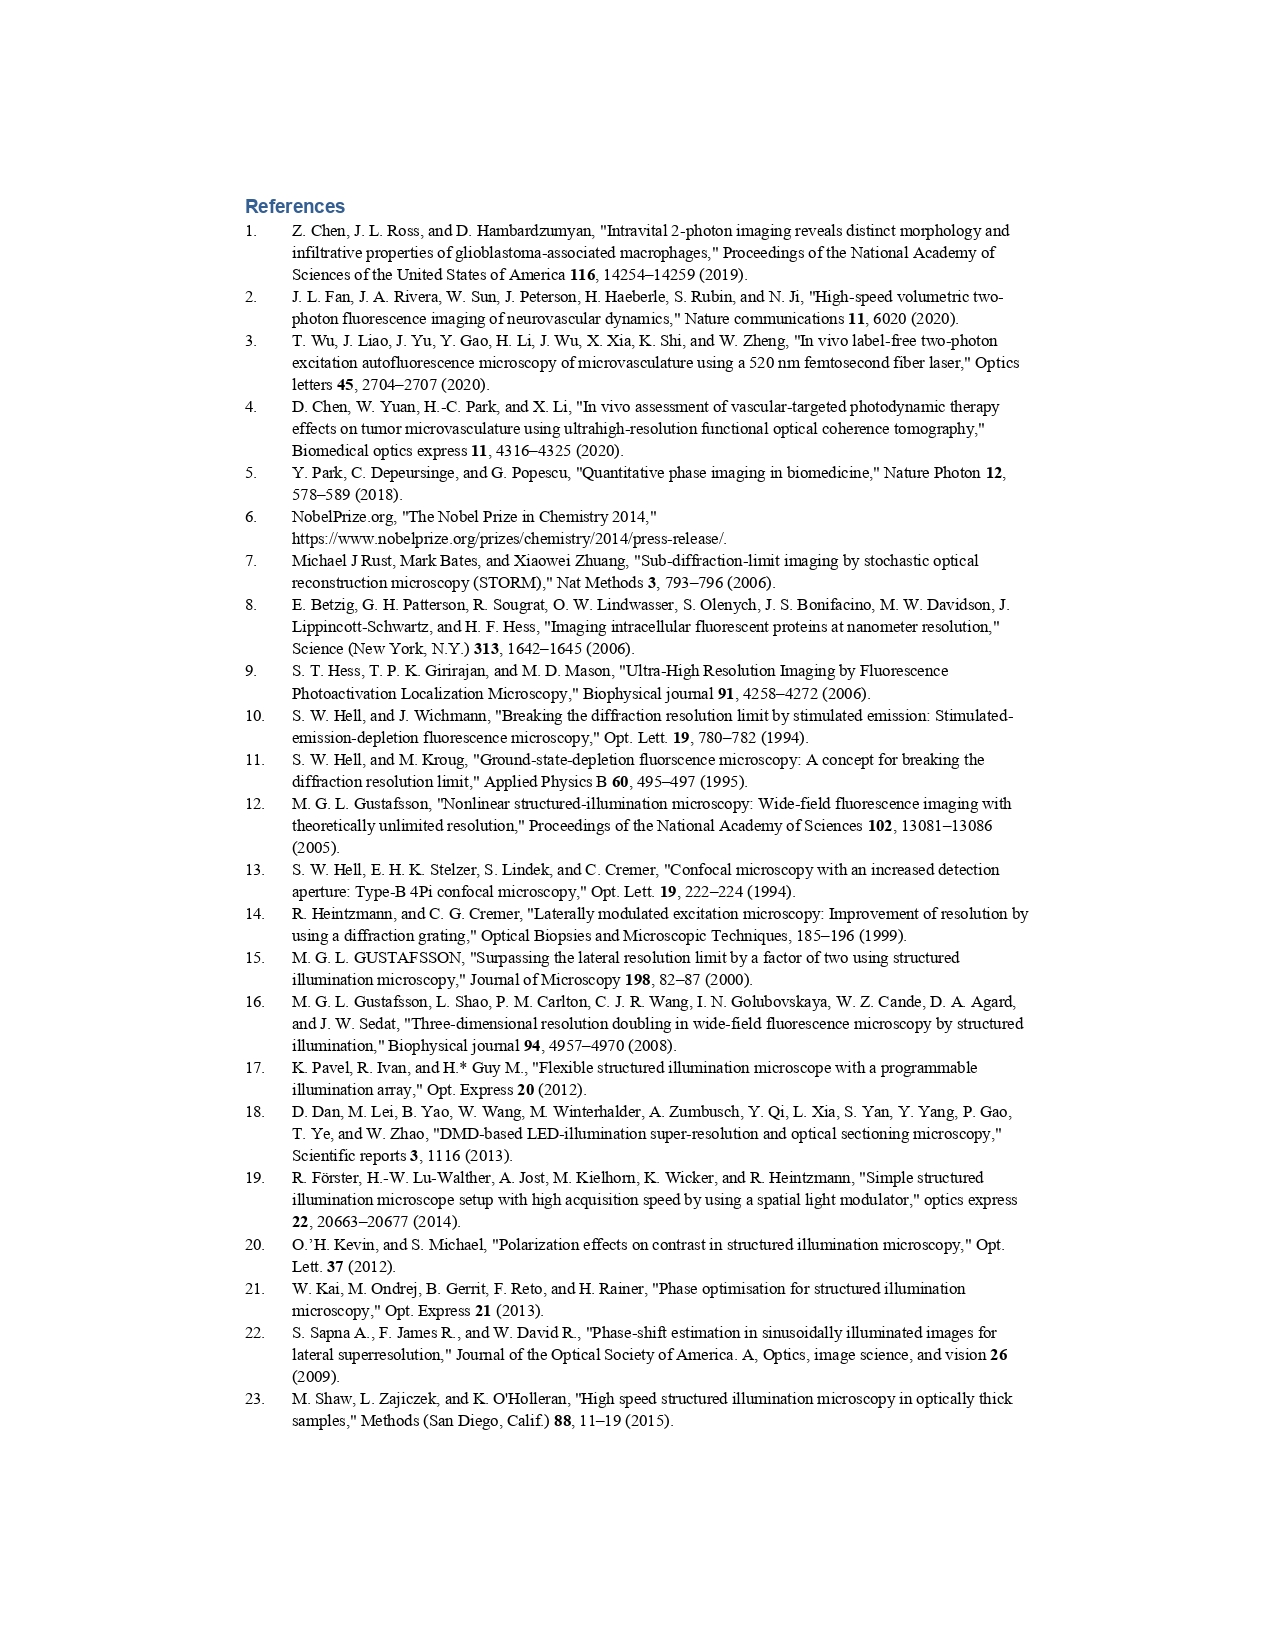 References
1. Z. Chen, J. L. Ross, and D. Hambardzumyan, "Intravital 2-photon imaging reveals distinct morphology and
infiltrative properties of glioblastoma-associated macrophages," Proceedings of the National Academy of
Sciences of the United States of America 116, 14254–14259 (2019).
2. J. L. Fan, J. A. Rivera, W. Sun, J. Peterson, H. Haeberle, S. Rubin, and N. Ji, "High-speed volumetric two-
photon fluorescence imaging of neurovascular dynamics," Nature communications 11, 6020 (2020).
3. T. Wu, J. Liao, J. Yu, Y. Gao, H. Li, J. Wu, X. Xia, K. Shi, and W. Zheng, "In vivo label-free two-photon
excitation autofluorescence microscopy of microvasculature using a 520 nm femtosecond fiber laser," Optics
letters 45, 2704–2707 (2020).
4. D. Chen, W. Yuan, H.-C. Park, and X. Li, "In vivo assessment of vascular-targeted photodynamic therapy
effects on tumor microvasculature using ultrahigh-resolution functional optical coherence tomography,"
Biomedical optics express 11, 4316–4325 (2020).
5. Y. Park, C. Depeursinge, and G. Popescu, "Quantitative phase imaging in biomedicine," Nature Photon 12,
578–589 (2018).
6. NobelPrize.org, "The Nobel Prize in Chemistry 2014,"
https://www.nobelprize.org/prizes/chemistry/2014/press-release/.
7. Michael J Rust, Mark Bates, and Xiaowei Zhuang, "Sub-diffraction-limit imaging by stochastic optical
reconstruction microscopy (STORM)," Nat Methods 3, 793–796 (2006).
8. E. Betzig, G. H. Patterson, R. Sougrat, O. W. Lindwasser, S. Olenych, J. S. Bonifacino, M. W. Davidson, J.
Lippincott-Schwartz, and H. F. Hess, "Imaging intracellular fluorescent proteins at nanometer resolution,"
Science (New York, N.Y.) 313, 1642–1645 (2006).
9. S. T. Hess, T. P. K. Girirajan, and M. D. Mason, "Ultra-High Resolution Imaging by Fluorescence
Photoactivation Localization Microscopy," Biophysical journal 91, 4258–4272 (2006).
10. S. W. Hell, and J. Wichmann, "Breaking the diffraction resolution limit by stimulated emission: Stimulated-
emission-depletion fluorescence microscopy," Opt. Lett. 19, 780–782 (1994).
11. S. W. Hell, and M. Kroug, "Ground-state-depletion fluorscence microscopy: A concept for breaking the
diffraction resolution limit," Applied Physics B 60, 495–497 (1995).
12. M. G. L. Gustafsson, "Nonlinear structured-illumination microscopy: Wide-field fluorescence imaging with
theoretically unlimited resolution," Proceedings of the National Academy of Sciences 102, 13081–13086
(2005).
13. S. W. Hell, E. H. K. Stelzer, S. Lindek, and C. Cremer, "Confocal microscopy with an increased detection
aperture: Type-B 4Pi confocal microscopy," Opt. Lett. 19, 222–224 (1994).
14. R. Heintzmann, and C. G. Cremer, "Laterally modulated excitation microscopy: Improvement of resolution by
using a diffraction grating," Optical Biopsies and Microscopic Techniques, 185–196 (1999).
15. M. G. L. GUSTAFSSON, "Surpassing the lateral resolution limit by a factor of two using structured
illumination microscopy," Journal of Microscopy 198, 82–87 (2000).
16. M. G. L. Gustafsson, L. Shao, P. M. Carlton, C. J. R. Wang, I. N. Golubovskaya, W. Z. Cande, D. A. Agard,
and J. W. Sedat, "Three-dimensional resolution doubling in wide-field fluorescence microscopy by structured
illumination," Biophysical journal 94, 4957–4970 (2008).
17. K. Pavel, R. Ivan, and H.* Guy M., "Flexible structured illumination microscope with a programmable
illumination array," Opt. Express 20 (2012).
18. D. Dan, M. Lei, B. Yao, W. Wang, M. Winterhalder, A. Zumbusch, Y. Qi, L. Xia, S. Yan, Y. Yang, P. Gao,
T. Ye, and W. Zhao, "DMD-based LED-illumination super-resolution and optical sectioning microscopy,"
Scientific reports 3, 1116 (2013).
19. R. Förster, H.-W. Lu-Walther, A. Jost, M. Kielhorn, K. Wicker, and R. Heintzmann, "Simple structured
illumination microscope setup with high acquisition speed by using a spatial light modulator," optics express
22, 20663–20677 (2014).
20. O.’H. Kevin, and S. Michael, "Polarization effects on contrast in structured illumination microscopy," Opt.
Lett. 37 (2012).
21. W. Kai, M. Ondrej, B. Gerrit, F. Reto, and H. Rainer, "Phase optimisation for structured illumination
microscopy," Opt. Express 21 (2013).
22. S. Sapna A., F. James R., and W. David R., "Phase-shift estimation in sinusoidally illuminated images for
lateral superresolution," Journal of the Optical Society of America. A, Optics, image science, and vision 26
(2009).
23. M. Shaw, L. Zajiczek, and K. O'Holleran, "High speed structured illumination microscopy in optically thick
samples," Methods (San Diego, Calif.) 88, 11–19 (2015).